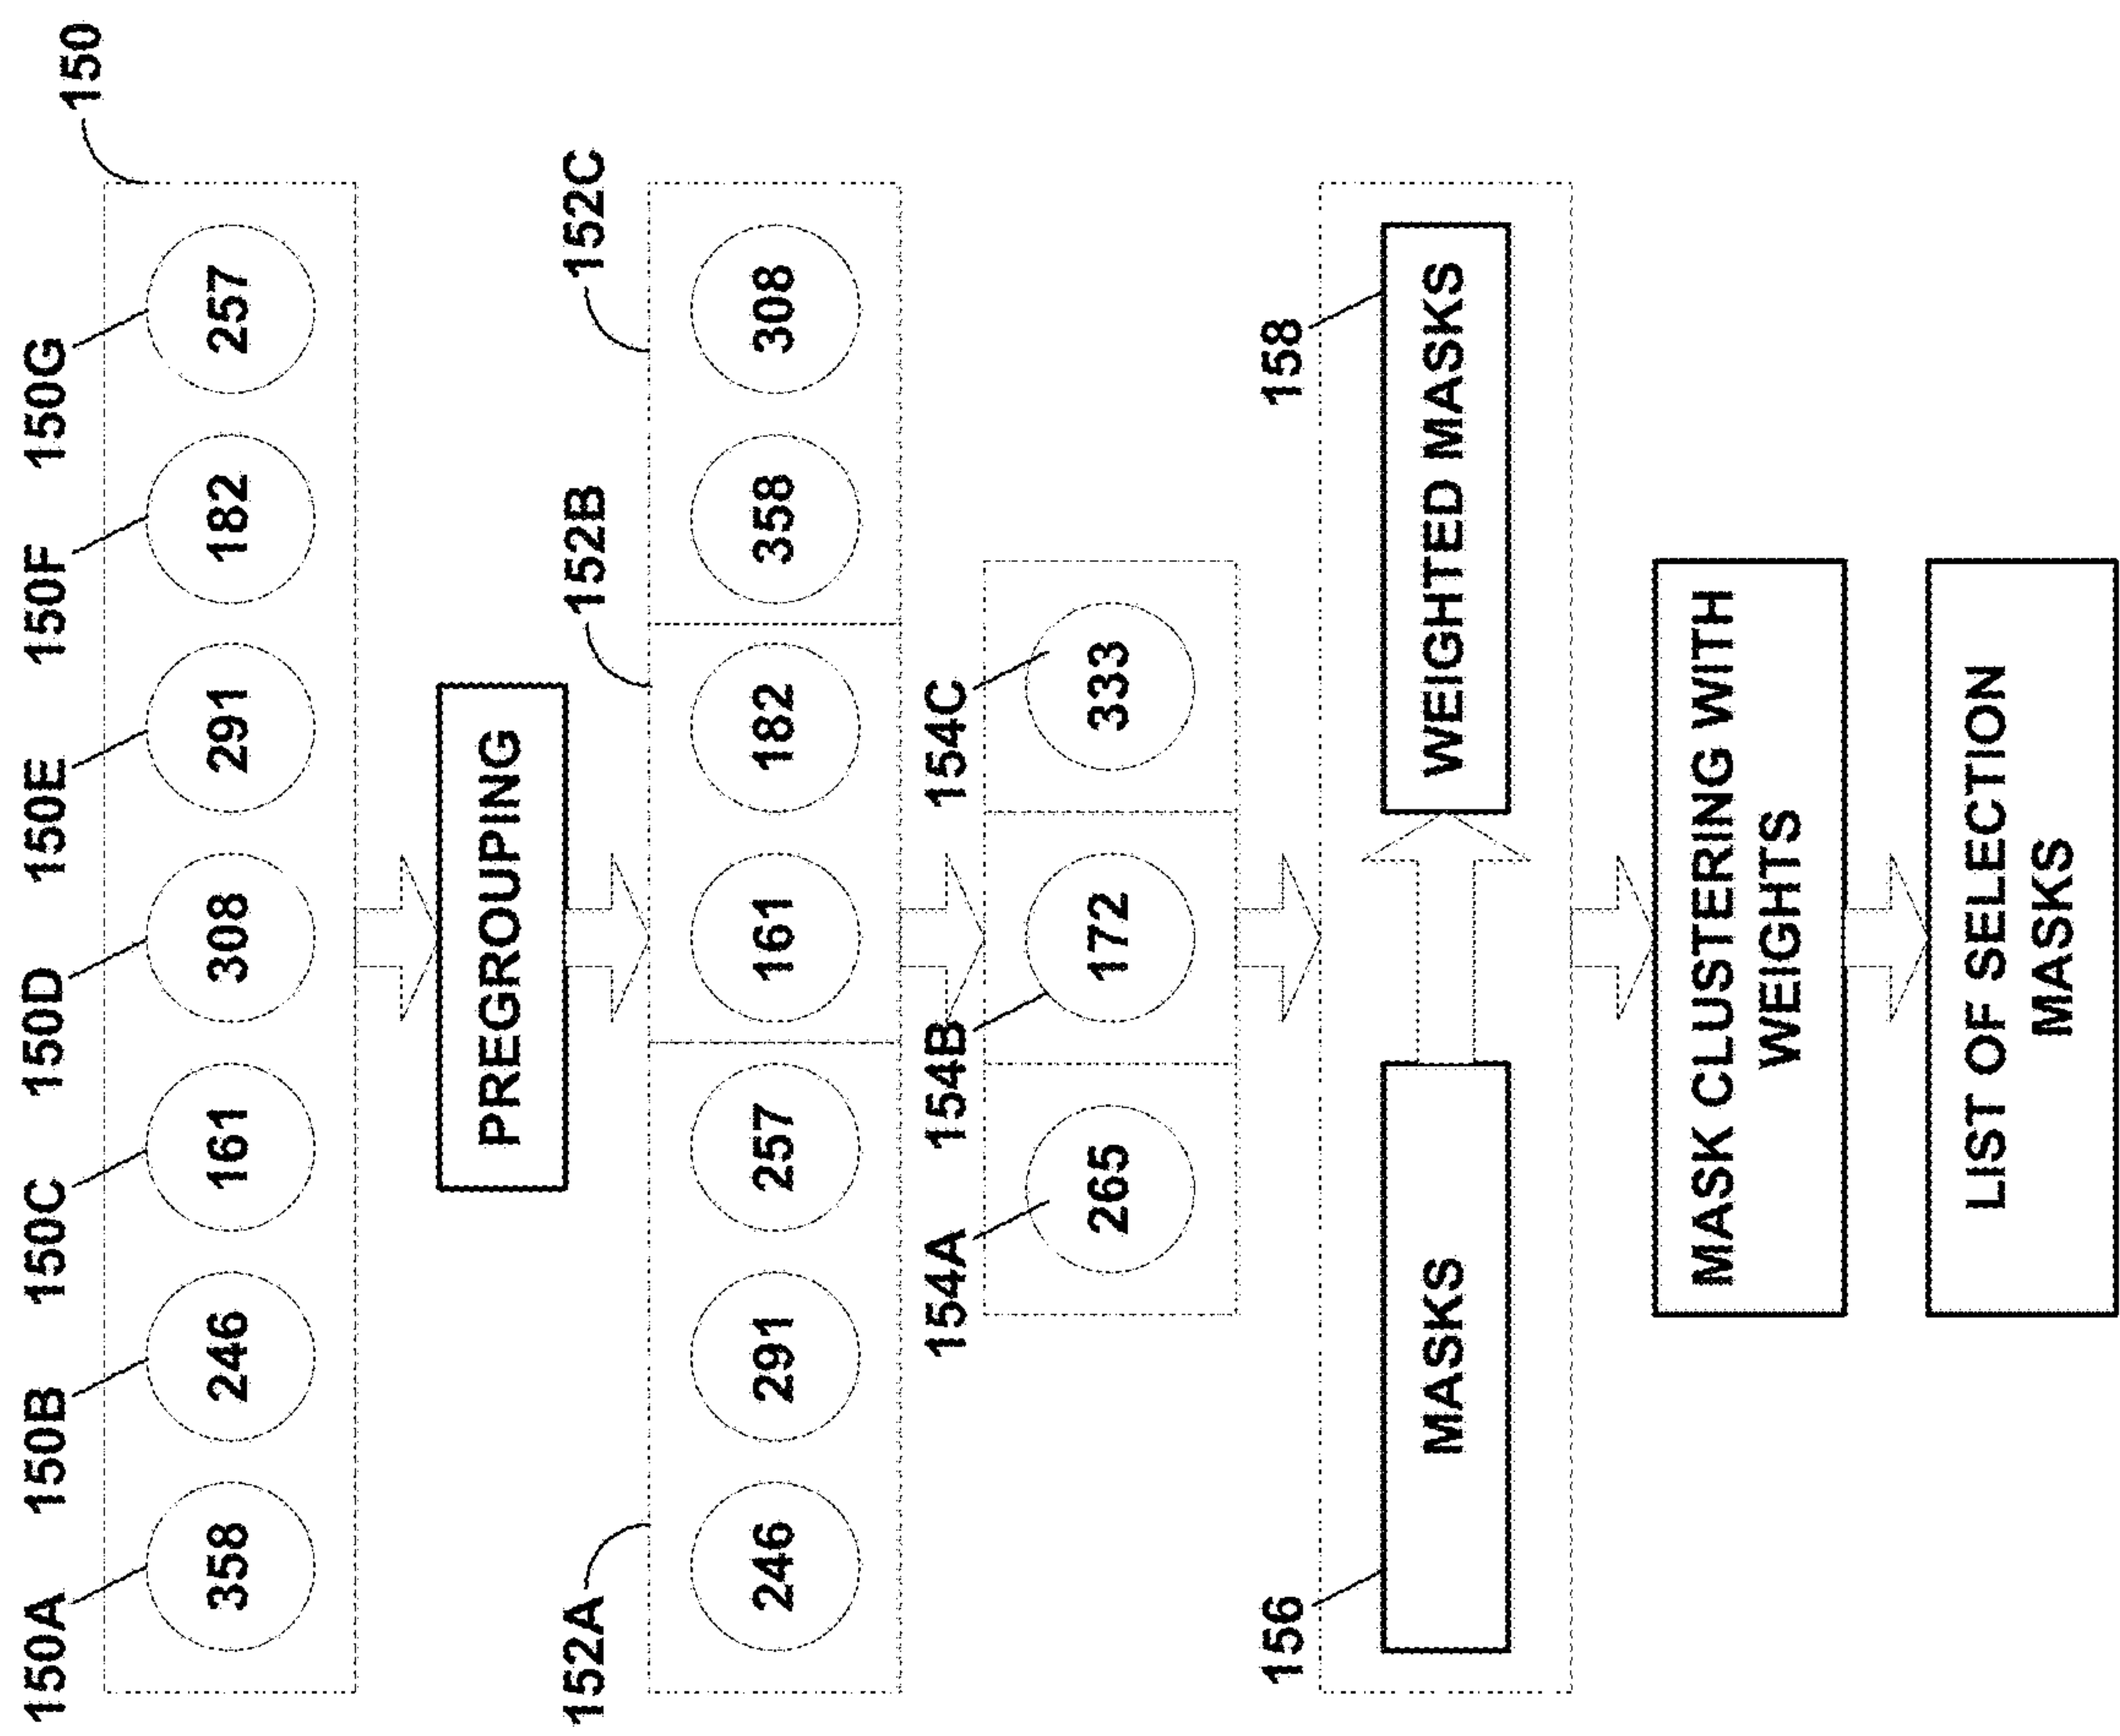 150
150A 150B 150C 150D 150E 150F 150G
358 246 161 308 291 182 257
PREGROUPING
152A 152B 152C
246 291 257 161 182 358 308
154A 154B 154C
265 172 333
156 158
MASKS WEIGHTED MASKS
MASK CLUSTERING WITH
WEIGHTS
LIST OF SELECTION
MASKS